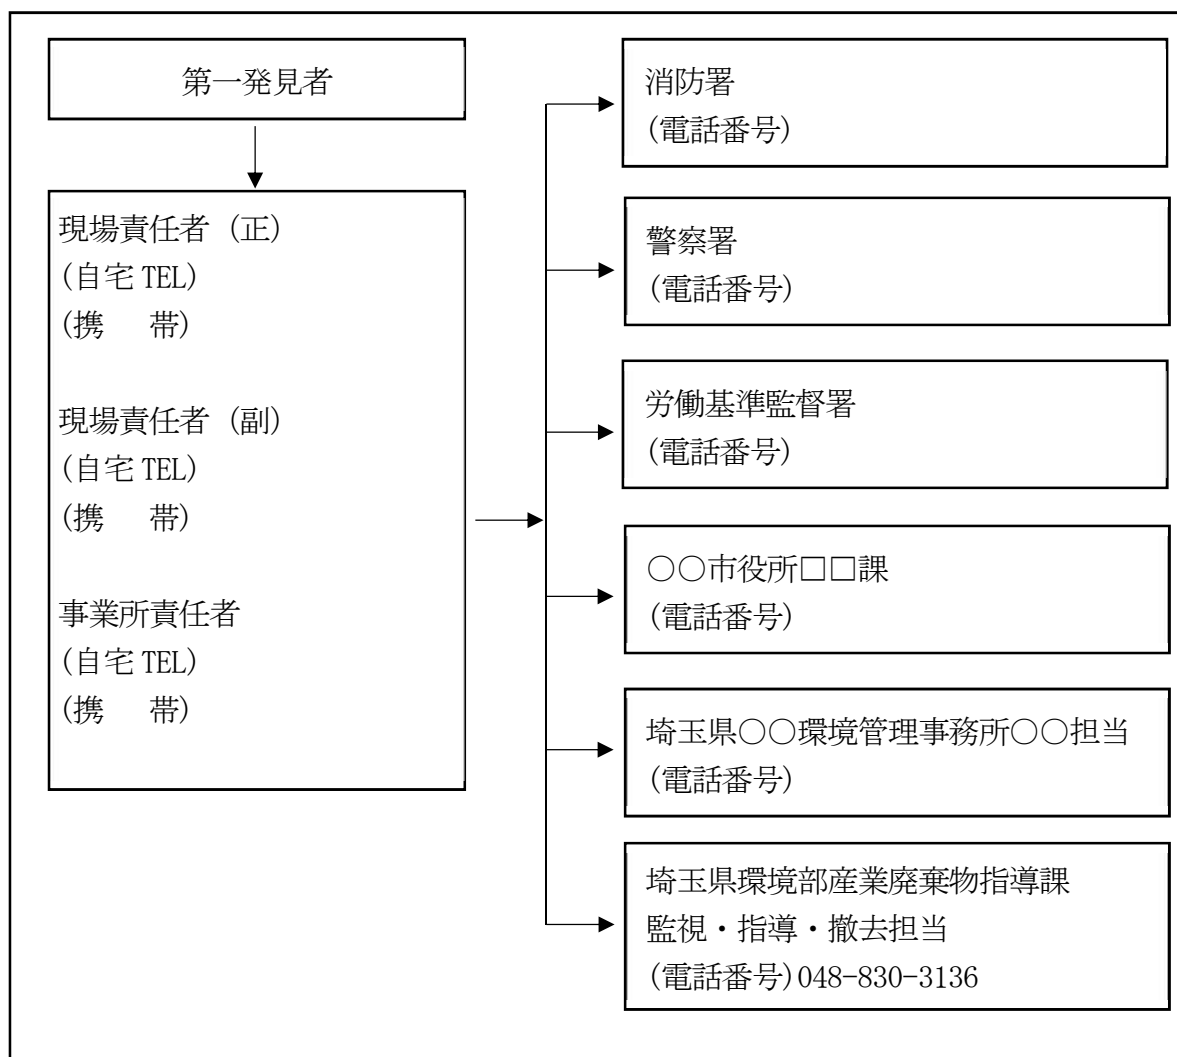 第一発見者
現場責任者（正）
(自宅 TEL)
(携　　帯)
現場責任者（副）
(自宅 TEL)
(携　　帯)
事業所責任者
(自宅 TEL)
(携　　帯)
消防署
(電話番号)
警察署
(電話番号)
労働基準監督署
(電話番号)
○○市役所□□課
(電話番号)
埼玉県○○環境管理事務所○○担当
(電話番号)
埼玉県環境部産業廃棄物指導課
監視・指導・撤去担当
(電話番号)048-830-3136